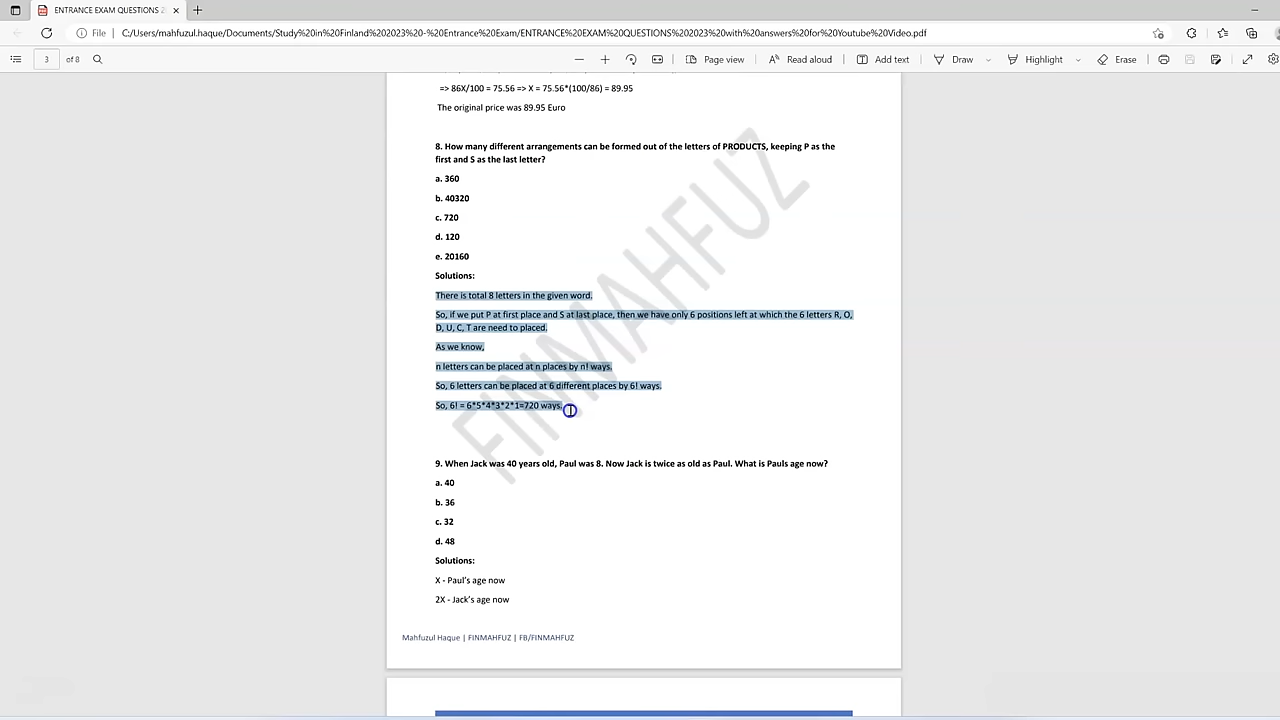 ENTRANCE EXAM QUESTIONS 2
File
C:/Users/mahfuzul.haque/Documents/Study%20in%20Finland%202023%20-%20Entrance%20Exam/ENTRANCE%20EXAM%20QUESTIONS%202023%20with%20answers%20for%20Youtube%20Video.pdf
3 of 8
Page view
Read aloud
Add text
Draw
Highlight
Erase
=> 86X/100 = 75.56 => X = 75.56*(100/86) = 89.95
The original price was 89.95 Euro
8. How many different arrangements can be formed out of the letters of PRODUCTS, keeping P as the
first and S as the last letter?
a. 360
b. 40320
c. 720
d. 120
e. 20160
Solutions:
There is total 8 letters in the given word.
So, if we put P at first place and S at last place, then we have only 6 positions left at which the 6 letters R, O,
D, U, C, T are need to placed.
As we know,
n letters can be placed at n places by n! ways.
So, 6 letters can be placed at 6 different places by 6! ways.
So, 6! = 6*5*4*3*2*1=720 ways.
FINMAHFUZ
9. When Jack was 40 years old, Paul was 8. Now Jack is twice as old as Paul. What is Pauls age now?
a. 40
b. 36
c. 32
d. 48
Solutions:
X - Paul's age now
2X - Jack's age now
Mahfuzul Haque | FINMAHFUZ | FB/FINMAHFUZ